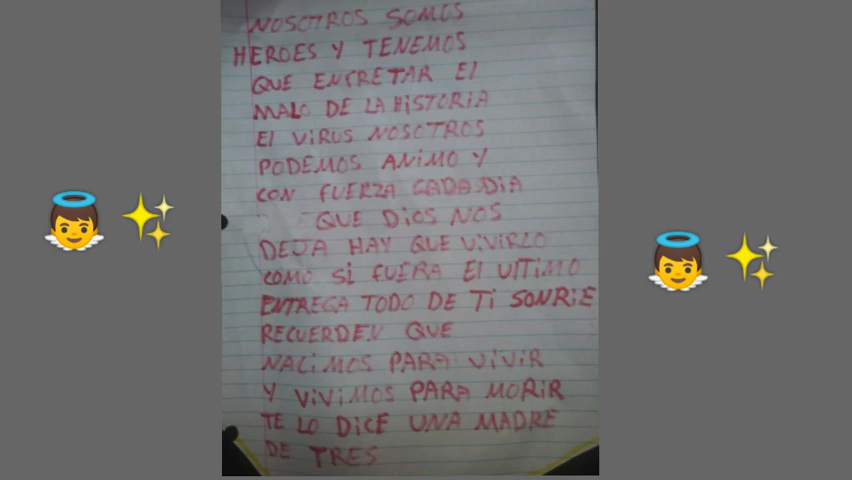 NOSOTROS SOMOS
HEROES Y TENEMOS
QUE ENFRETAR El
MALO DE LA HiSTORiA
El ViRUS NOSOTROS
PODEMOS ANiMO Y
CON FUERZA CADA DiA
QUE DiOS NOS
DEJA HAY QUE ViViRLO
COMO Si FUERA El UlTiMO
ENTREGA TODO DE Ti SONRiE
RECUERDEN QUE
NACiMOS PARA ViViR
Y ViViMOS PARA MORiR
TE LO DiCE UNA MADRE
DE TRES